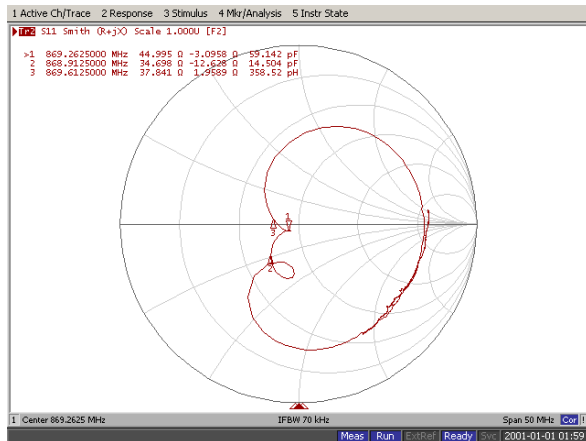 1 Active Ch/Trace 2 Response 3 Stimulus 4 Mkr/Analysis 5 Instr State
Tr2 S11 Smith (R+jX) Scale 1.000U [F2]
>1 869.2625000 MHz 44.995 Ω -3.0958 Ω 59.142 pF
2 868.9125000 MHz 34.698 Ω -12.628 Ω 14.504 pF
3 869.6125000 MHz 37.841 Ω 1.9589 Ω 358.52 pH
1
3
2
1 Center 869.2625 MHz IFBW 70 kHz Span 50 MHz Cor !
Meas Run ExtRef Ready Svc 2001-01-01 01:59